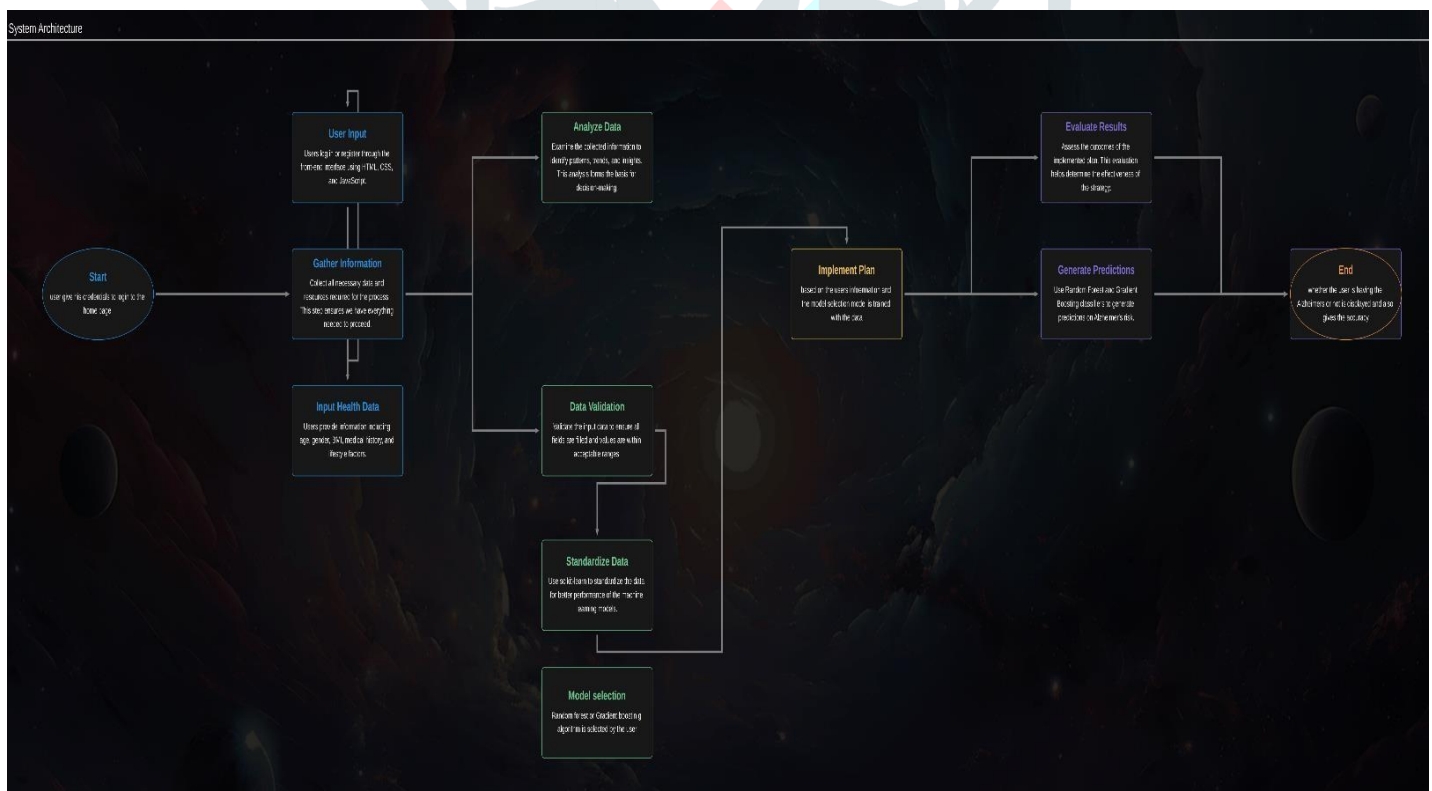 System Architecture
Start
user give his credentials to login to the
home page
User Input
Users log in or register through the
front-end interface using HTML, CSS,
and JavaScript.
Gather Information
Collect all necessary data and
resources required for the process.
This step ensures we have everything
needed to proceed.
Input Health Data
Users provide information including
age, gender, BMI, medical history, and
lifestyle factors.
Analyze Data
Examine the collected information to
identify patterns, trends, and insights.
This analysis forms the basis for
decision-making.
Data Validation
Validate the input data to ensure all
fields are filled and values are within
acceptable ranges
Standardize Data
Use scikit-learn to standardize the data
for better performance of the machine
learning models.
Model selection
Random forest or Gradient boosting
algorithm is selected by the user
Implement Plan
based on the users information and
the model selection model is trained
with the data
Evaluate Results
Assess the outcomes of the
implemented plan. This evaluation
helps determine the effectiveness of
the strategy.
Generate Predictions
Use Random Forest and Gradient
Boosting classifiers to generate
predictions on Alzheimer's risk.
End
whether the user is having the
Alzheimers or not is displayed and also
gives the accuracy